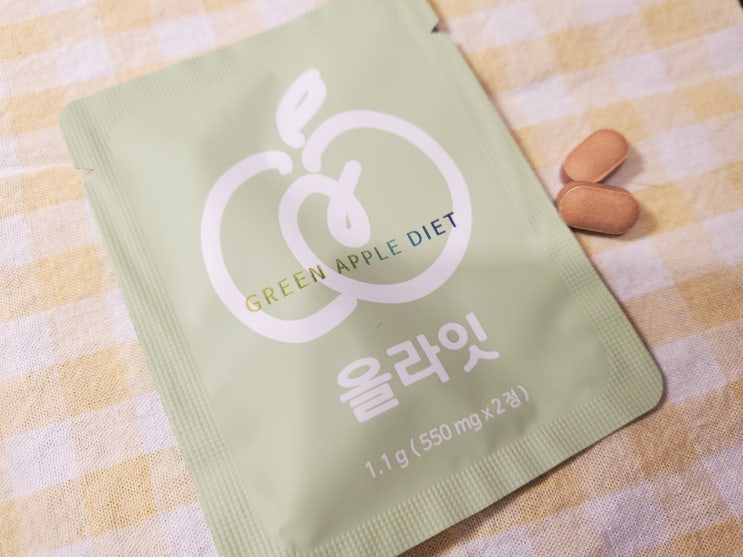 GREEN APPLE DIET
올라잇
1.1 g ( 550 mg x 2 정 )